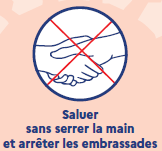 Saluer
sans serrer la main
et arrêter les embrassades